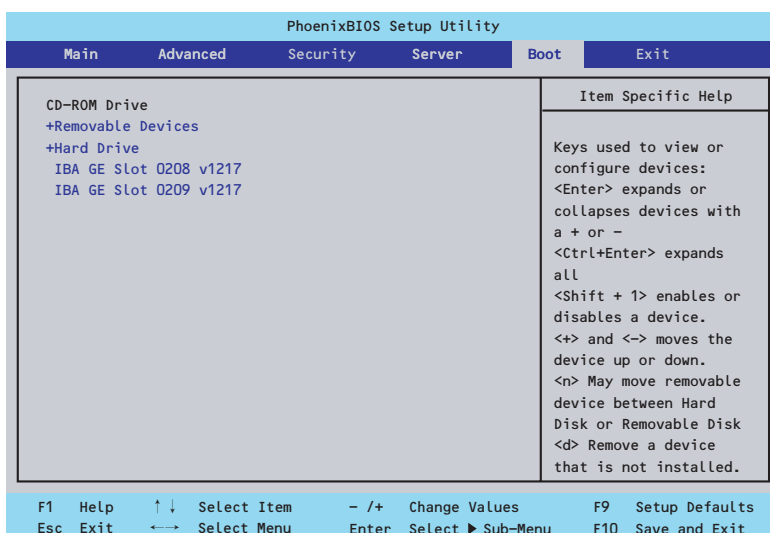 PhoenixBIOS Setup Utility
Main Advanced Security Server Boot Exit
CD-ROM Drive
+Removable Devices
+Hard Drive
IBA GE Slot 0208 v1217
IBA GE Slot 0209 v1217
Item Specific Help
Keys used to view or
configure devices:
<Enter> expands or
collapses devices with
a + or -
<Ctrl+Enter> expands
all
<Shift + 1> enables or
disables a device.
<+> and <-> moves the
device up or down.
<n> May move removable
device between Hard
Disk or Removable Disk
<d> Remove a device
that is not installed.
F1 Help ↑↓ Select Item - /+ Change Values F9 Setup Defaults
Esc Exit ←→ Select Menu Enter Select ▶ Sub-Menu F10 Save and Exit